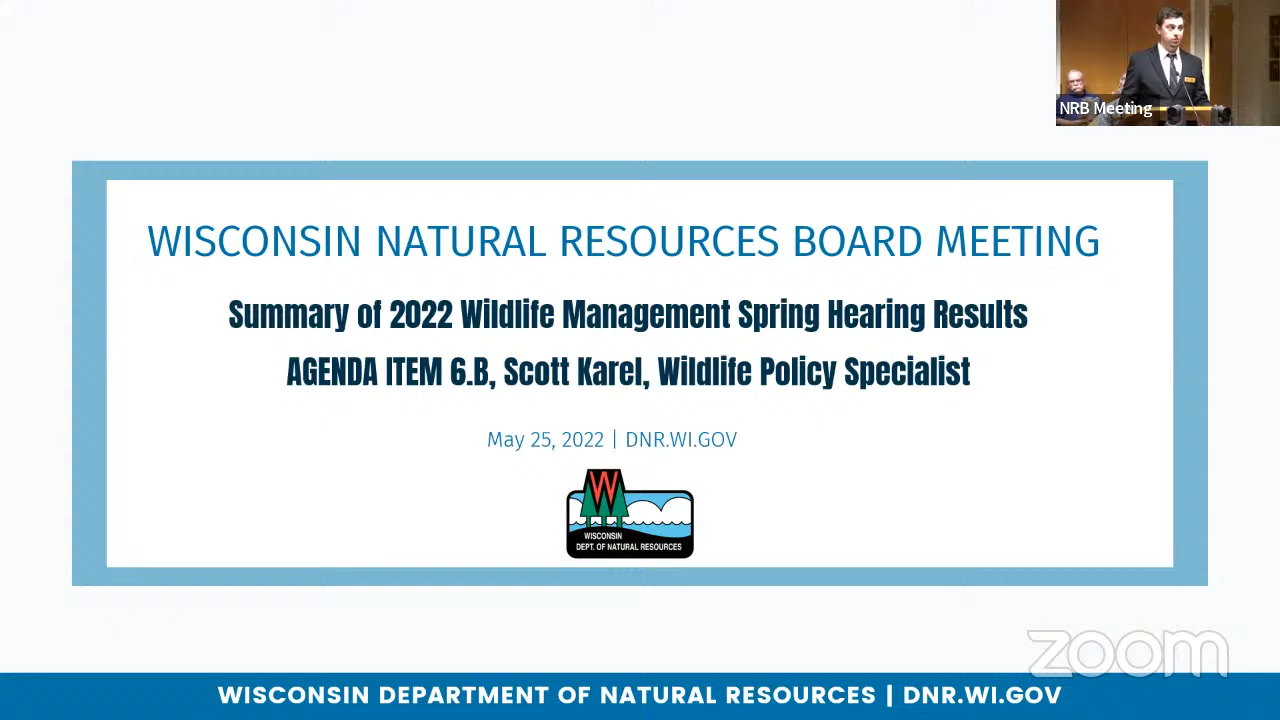 NRB Meeting
WISCONSIN NATURAL RESOURCES BOARD MEETING
Summary of 2022 Wildlife Management Spring Hearing Results
AGENDA ITEM 6.B, Scott Karel, Wildlife Policy Specialist
May 25, 2022 | DNR.WI.GOV
W
WISCONSIN
DEPT. OF NATURAL RESOURCES
zoom
WISCONSIN DEPARTMENT OF NATURAL RESOURCES | DNR.WI.GOV